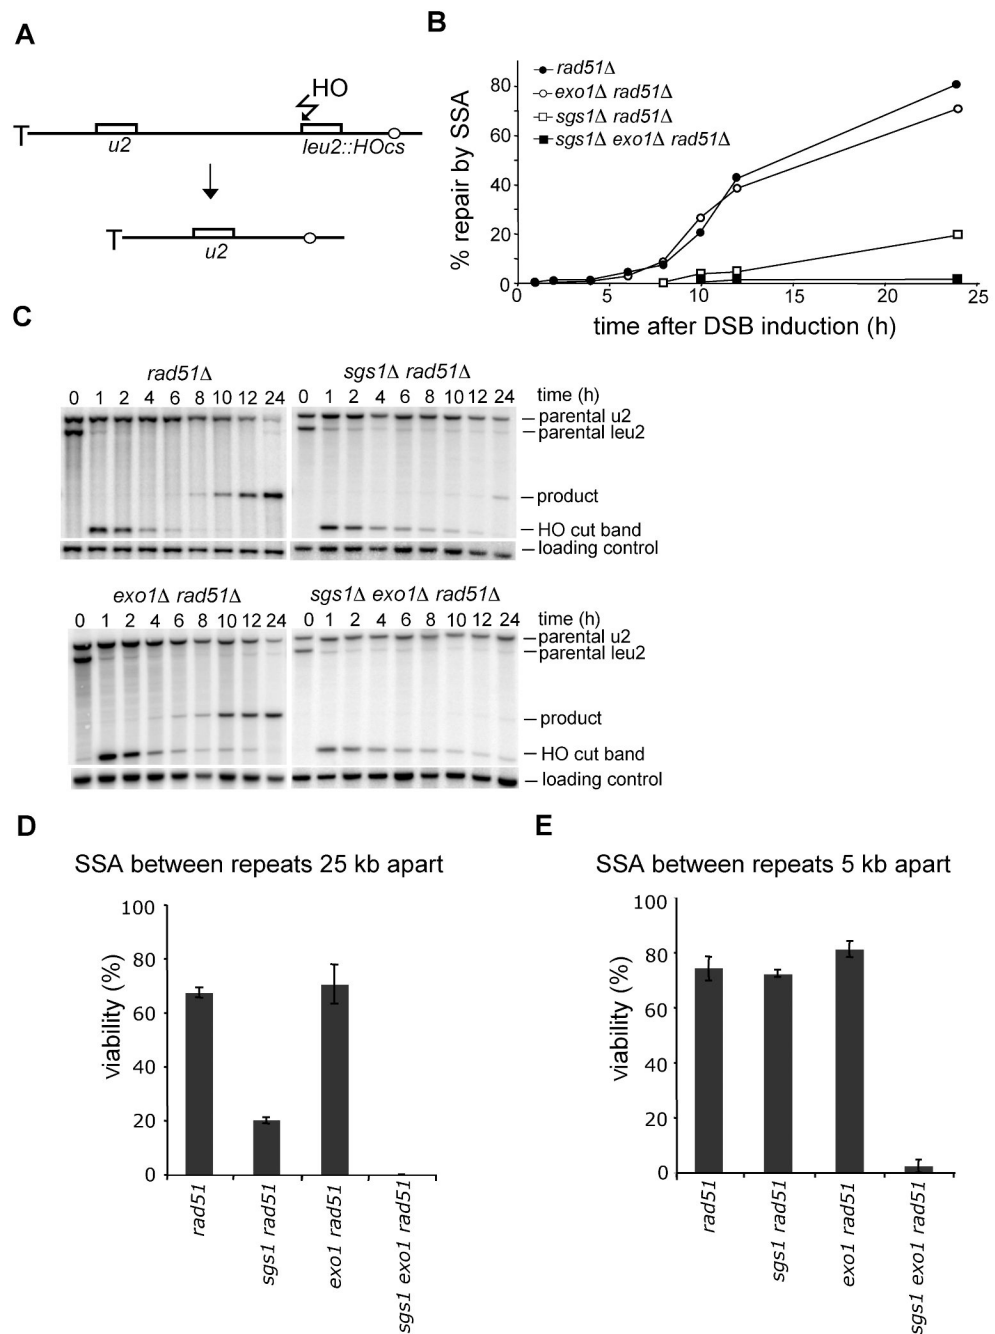 A
HO
T
u2
leu2::HOcs
T
u2
B
rad51Δ
exo1Δ rad51Δ
sgs1Δ rad51Δ
sgs1Δ exo1Δ rad51Δ
% repair by SSA
80
60
40
20
0
0 5 10 15 20 25
time after DSB induction (h)
C
rad51Δ
sgs1Δ rad51Δ
0 1 2 4 6 8 10 12 24
0 1 2 4 6 8 10 12 24
time (h)
parental u2
parental leu2
product
HO cut band
loading control
exo1Δ rad51Δ
sgs1Δ exo1Δ rad51Δ
0 1 2 4 6 8 10 12 24
0 1 2 4 6 8 10 12 24
time (h)
parental u2
parental leu2
product
HO cut band
loading control
D
SSA between repeats 25 kb apart
viability (%)
100
80
60
40
20
0
rad51
sgs1 rad51
exo1 rad51
sgs1 exo1 rad51
E
SSA between repeats 5 kb apart
viability (%)
100
80
60
40
20
0
rad51
sgs1 rad51
exo1 rad51
sgs1 exo1 rad51